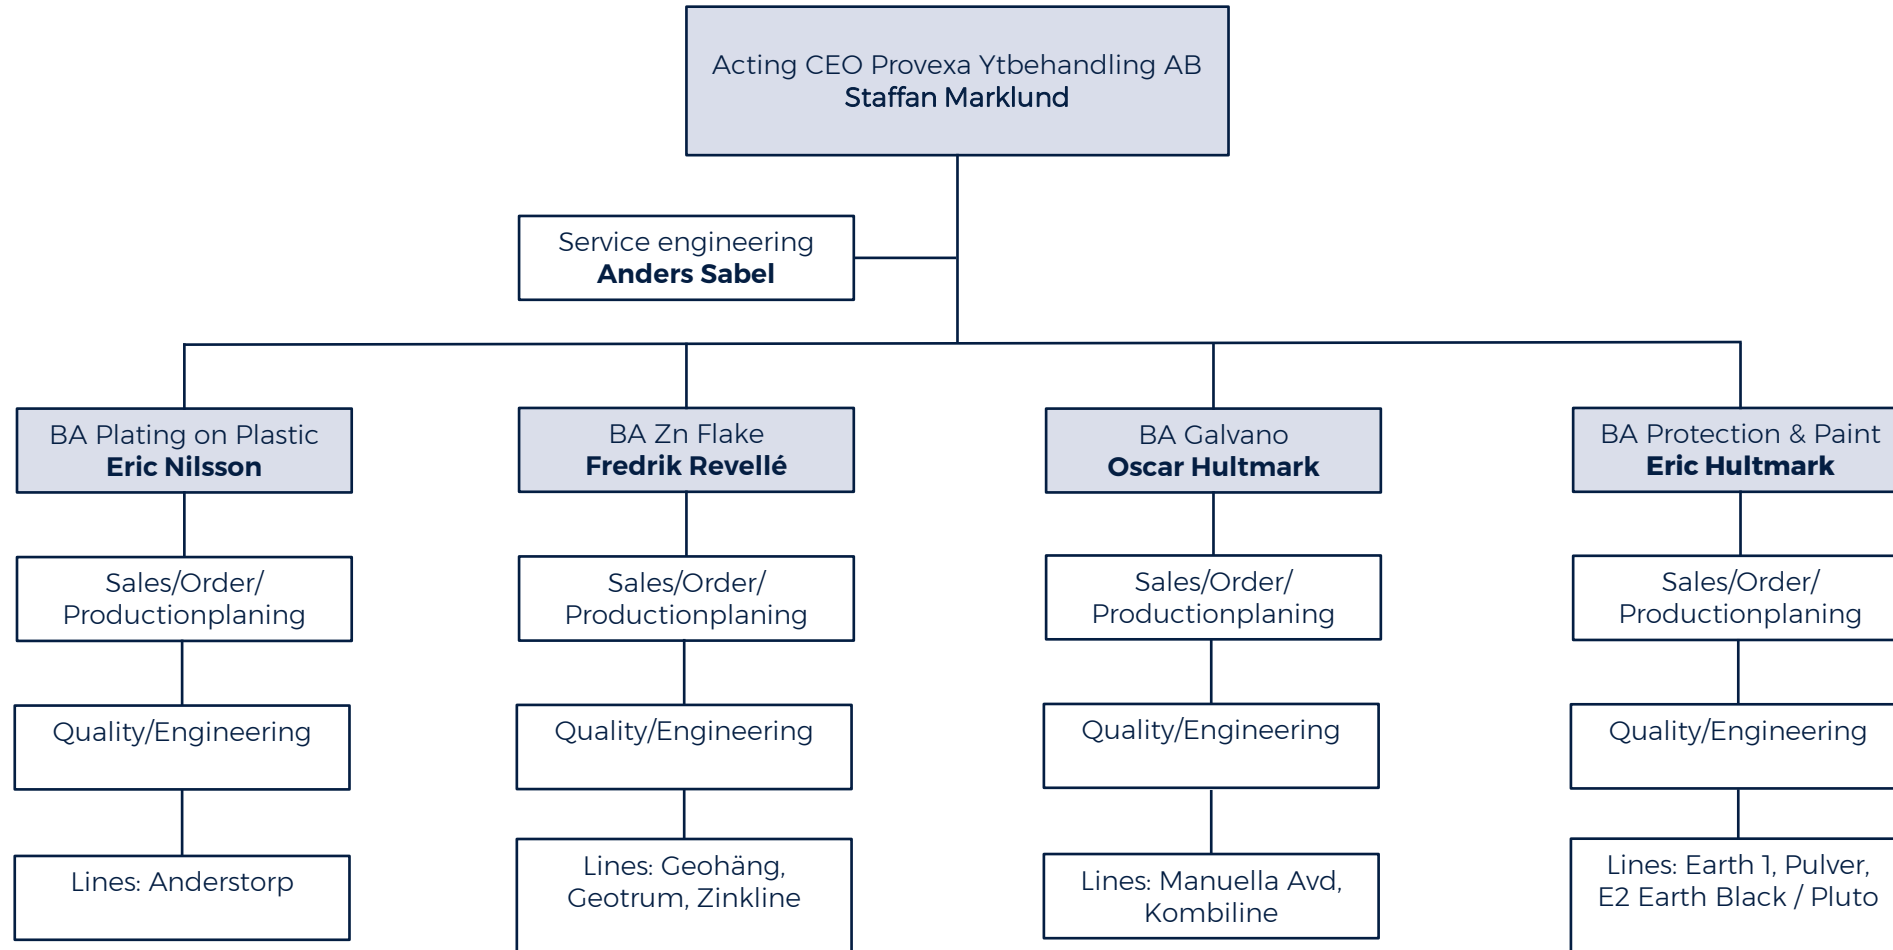 Acting CEO Provexa Ytbehandling AB
Staffan Marklund
Service engineering
Anders Sabel
BA Plating on Plastic
Eric Nilsson
BA Zn Flake
Fredrik Revellé
BA Galvano
Oscar Hultmark
BA Protection & Paint
Eric Hultmark
Sales/Order/
Productionplaning
Sales/Order/
Productionplaning
Sales/Order/
Productionplaning
Sales/Order/
Productionplaning
Quality/Engineering
Quality/Engineering
Quality/Engineering
Quality/Engineering
Lines: Anderstorp
Lines: Geohäng,
Geotrum, Zinkline
Lines: Manuella Avd,
Kombiline
Lines: Earth 1, Pulver,
E2 Earth Black / Pluto